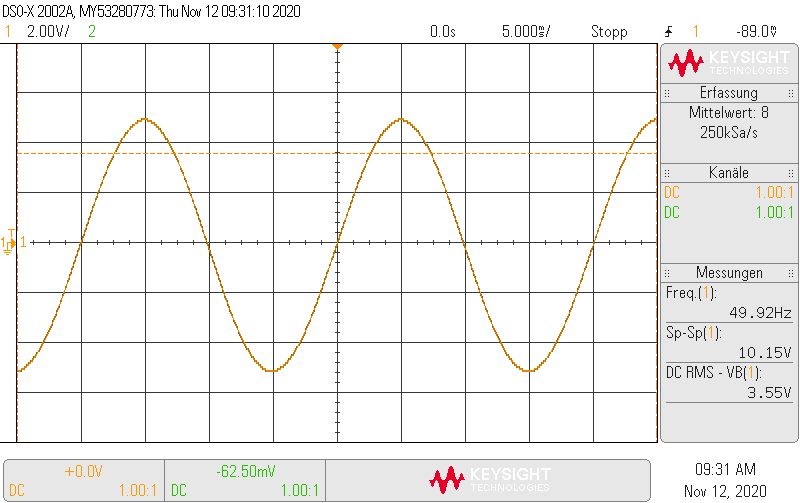 DSO-X 2002A, MY53280773: Thu Nov 12 09:31:10 2020
1 2.00V/ 2 0.0s 5.000s/ Stopp 1 -89.0V
KEYSIGHT
TECHNOLOGIES
Erfassung
Mittelwert: 8
250kSa/s
Kanäle
DC 1.00:1
DC 1.00:1
T
1 1
Messungen
Freq.(1):
49.92Hz
Sp-Sp(1):
10.15V
DC RMS - VB(1):
3.55V
+0.0V
DC 1.00:1
-62.50mV
DC 1.00:1
KEYSIGHT
TECHNOLOGIES
09:31 AM
Nov 12, 2020